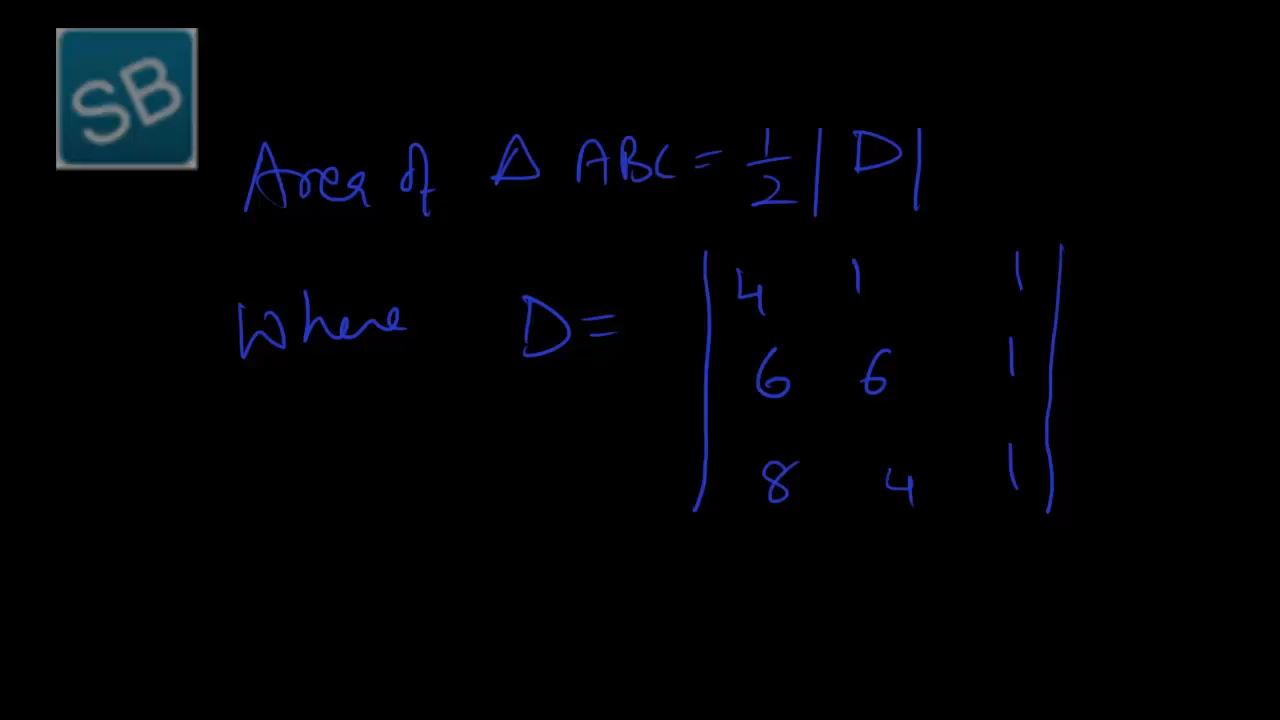 SB
Area of △ ABC = 1/2 | D |
Where D = | 4 1 1 |
| 6 6 1 |
| 8 4 1 |